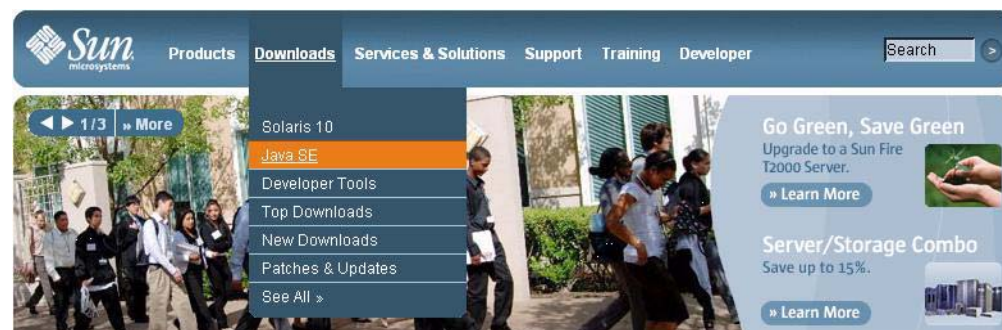 Sun
microsystems
Products Downloads Services & Solutions Support Training Developer
Search
1/3 » More
Solaris 10
Java SE
Developer Tools
Top Downloads
New Downloads
Patches & Updates
See All »
Go Green, Save Green
Upgrade to a Sun Fire
T2000 Server.
» Learn More
Server/Storage Combo
Save up to 15%.
» Learn More